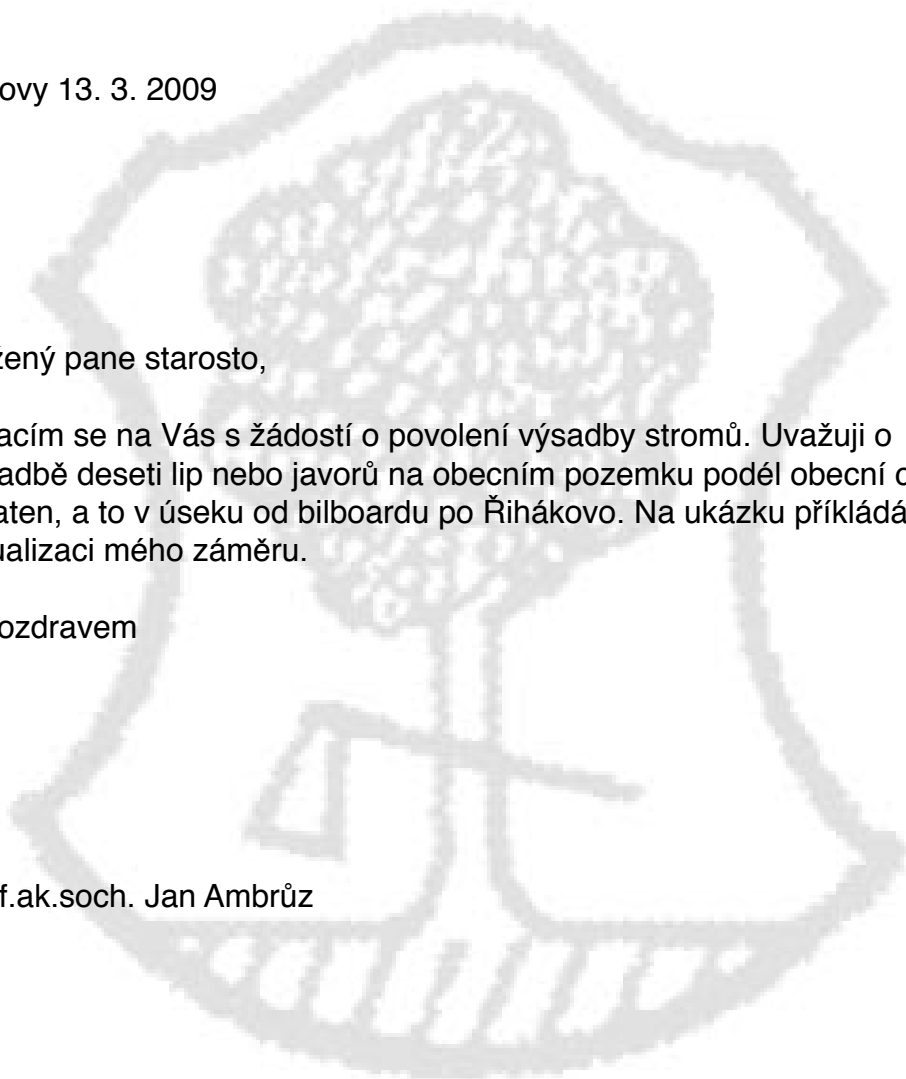 ovy 13. 3. 2009
žený pane starosto,
acím se na Vás s žádostí o povolení výsadby stromů. Uvažuji o
adbě deseti lip nebo javorů na obecním pozemku podél obecní c
aten, a to v úseku od bilboardu po Řihákovo. Na ukázku příkládá
ualizaci mého záměru.
ozdravem
f.ak.soch. Jan Ambrůz